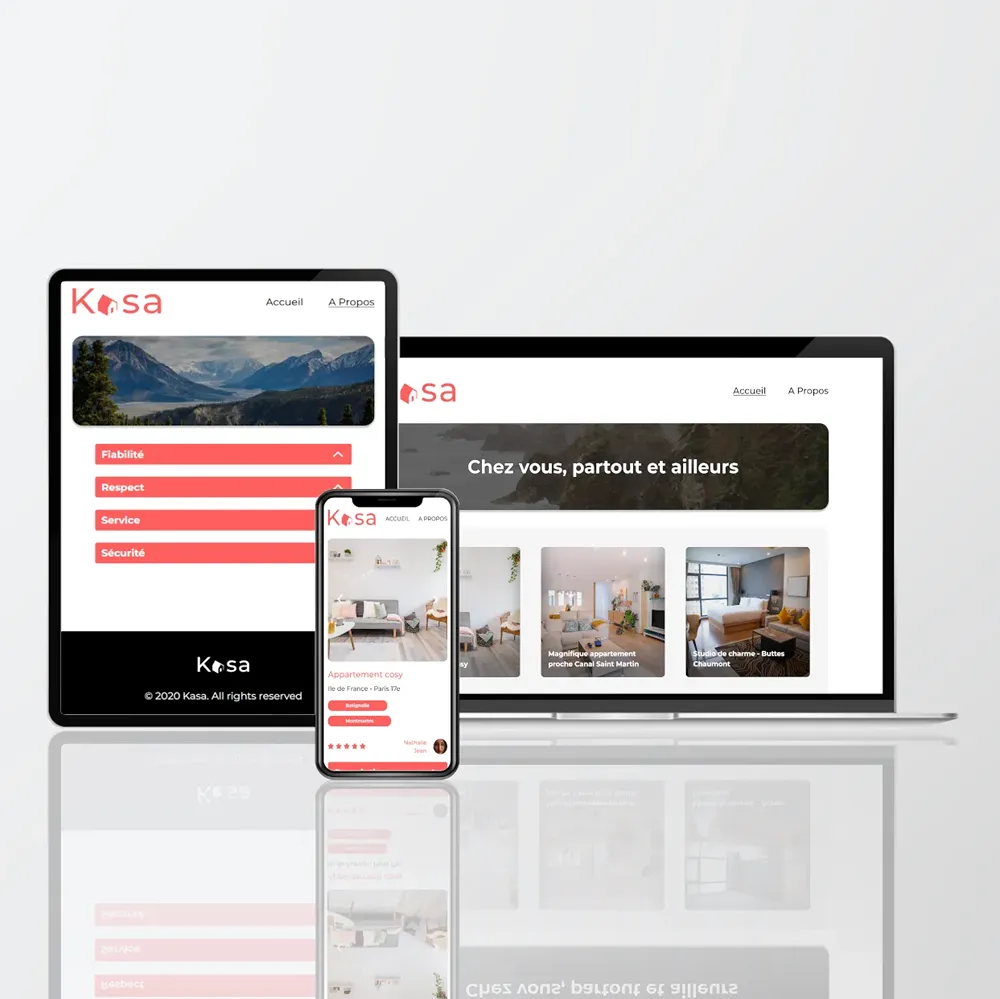 Kasa
Accueil
A Propos
Fiabilité
Respect
Service
Sécurité
Kasa
© 2020 Kasa. All rights reserved
Kasa
ACCUEIL
A PROPOS
Appartement cosy
Ile de France - Paris 17e
Batignolle
Montmartre
Nathalie
Jean
sa
Accueil
A Propos
Chez vous, partout et ailleurs
sy
Magnifique appartement
proche Canal Saint Martin
Studio de charme - Buttes
Chaumont